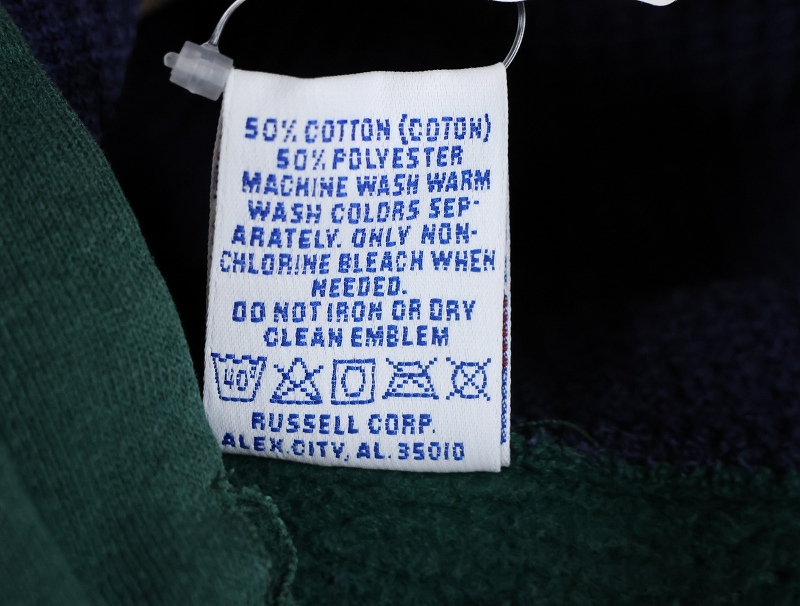 50% COTTON (COTON)
50% POLYESTER
MACHINE WASH WARM
WASH COLORS SEP-
ARATELY. ONLY NON-
CHLORINE BLEACH WHEN
NEEDED.
DO NOT IRON OR DRY
CLEAN EMBLEM
40°
RUSSELL CORP.
ALEX.CITY, AL. 35010